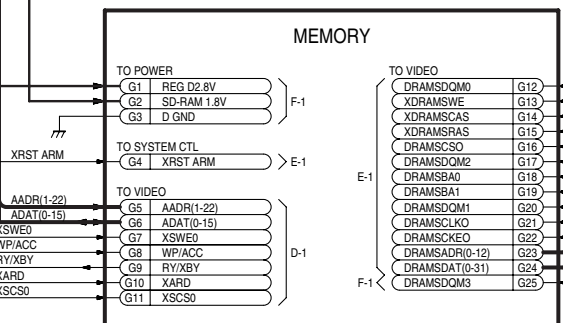 MEMORY
TO POWER
G1 REG D2.8V
G2 SD-RAM 1.8V
G3 D GND
F-1
TO SYSTEM CTL
XRST ARM
G4 XRST ARM
E-1
TO VIDEO
AADR(1-22)
G5 AADR(1-22)
ADAT(0-15)
G6 ADAT(0-15)
XSWE0
G7 XSWE0
WP/ACC
G8 WP/ACC
RY/XBY
G9 RY/XBY
XARD
G10 XARD
XSCS0
G11 XSCS0
D-1
TO VIDEO
DRAMSDQM0 G12
XDRAMSWE G13
XDRAMSCAS G14
XDRAMSRAS G15
DRAMSCSO G16
DRAMSDQM2 G17
DRAMSBA0 G18
DRAMSBA1 G19
DRAMSDQM1 G20
DRAMSCLKO G21
DRAMSCKEO G22
DRAMSADR(0-12) G23
DRAMSDAT(0-31) G24
E-1
F-1
DRAMSDQM3 G25